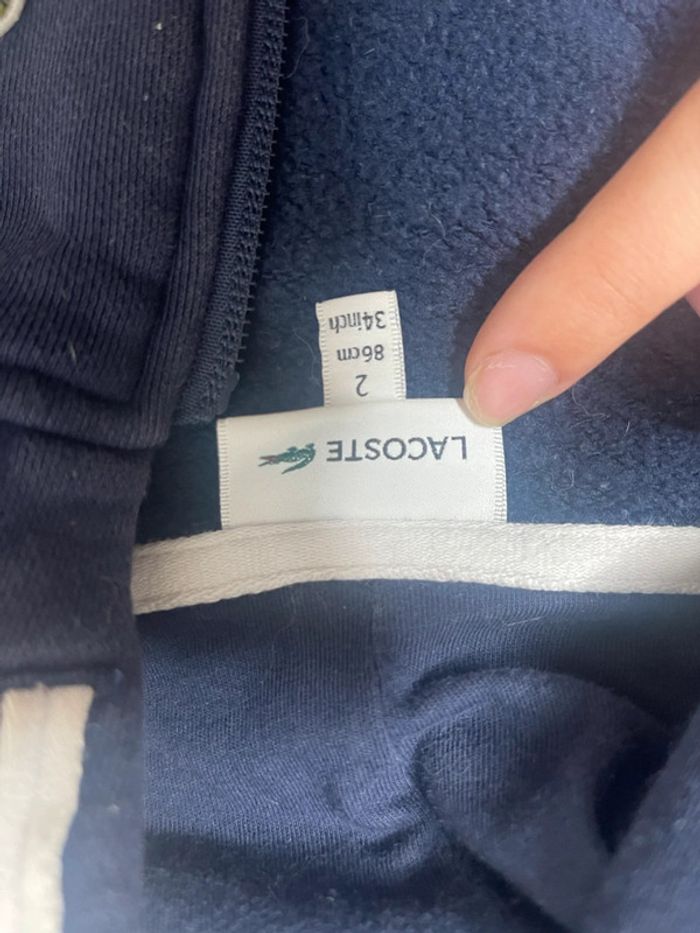 LACOSTE
2
86cm
34inch